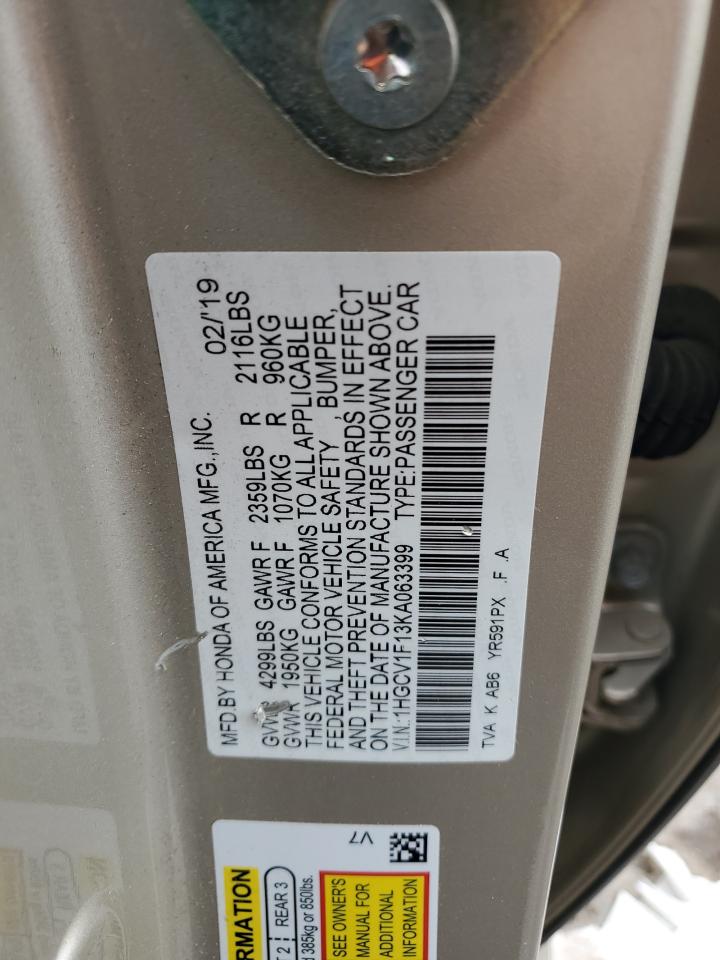 MFD.BY HONDA OF AMERICA MFG.,INC. 02/'19
4299LBS GAWR F 2359LBS R 2116LBS
GVWR 1950KG GAWR F 1070KG R 960KG
THIS VEHICLE CONFORMS TO ALL APPLICABLE
FEDERAL MOTOR VEHICLE SAFETY , BUMPER,
AND THEFT PREVENTION STANDARDS IN EFFECT
ON THE DATE OF MANUFACTURE SHOWN ABOVE.
V.I.N.:1HGCV1F13KA063399 TYPE:PASSENGER CAR
TVA K AB6 YR591PX .F .A
V7
REAR 3
385kg or 850lbs.
SEE OWNER'S
MANUAL FOR
ADDITIONAL
INFORMATION